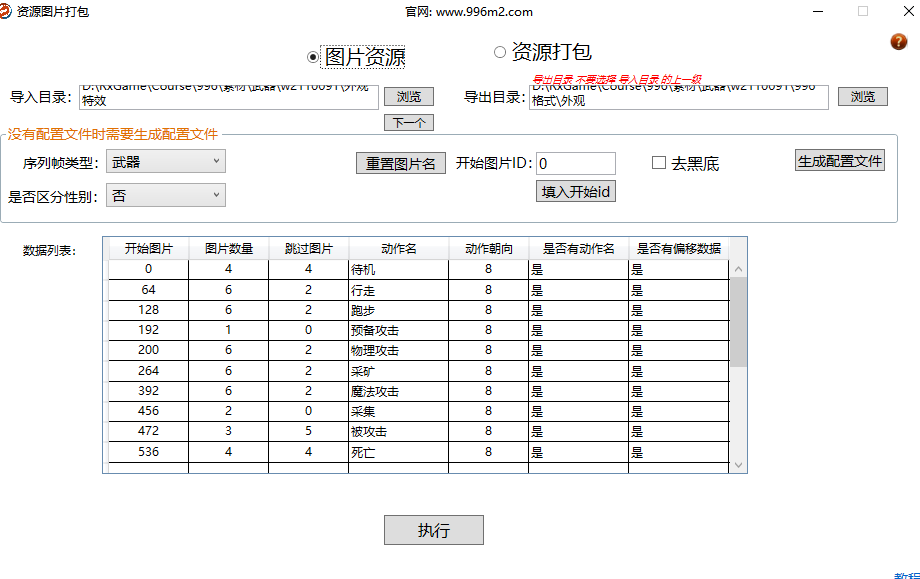 资源图片打包
官网: www.996m2.com
图片资源
资源打包
导出目录 不要选择 导入目录 的上一级
导入目录:
D:\RxGame\Course\996\素材\武器\w2110091\外观
特效
浏览
导出目录:
D:\RxGame\Course\996\素材\武器\w2110091\996
格式\外观
浏览
下一个
没有配置文件时需要生成配置文件
序列帧类型: 武器
重置图片名
开始图片ID: 0
去黑底
生成配置文件
是否区分性别: 否
填入开始id
数据列表:
开始图片 图片数量 跳过图片 动作名 动作朝向 是否有动作名 是否有偏移数据
0 4 4 待机 8 是 是
64 6 2 行走 8 是 是
128 6 2 跑步 8 是 是
192 1 0 预备攻击 8 是 是
200 6 2 物理攻击 8 是 是
264 6 2 采矿 8 是 是
392 6 2 魔法攻击 8 是 是
456 2 0 采集 8 是 是
472 3 5 被攻击 8 是 是
536 4 4 死亡 8 是 是
执行
教程